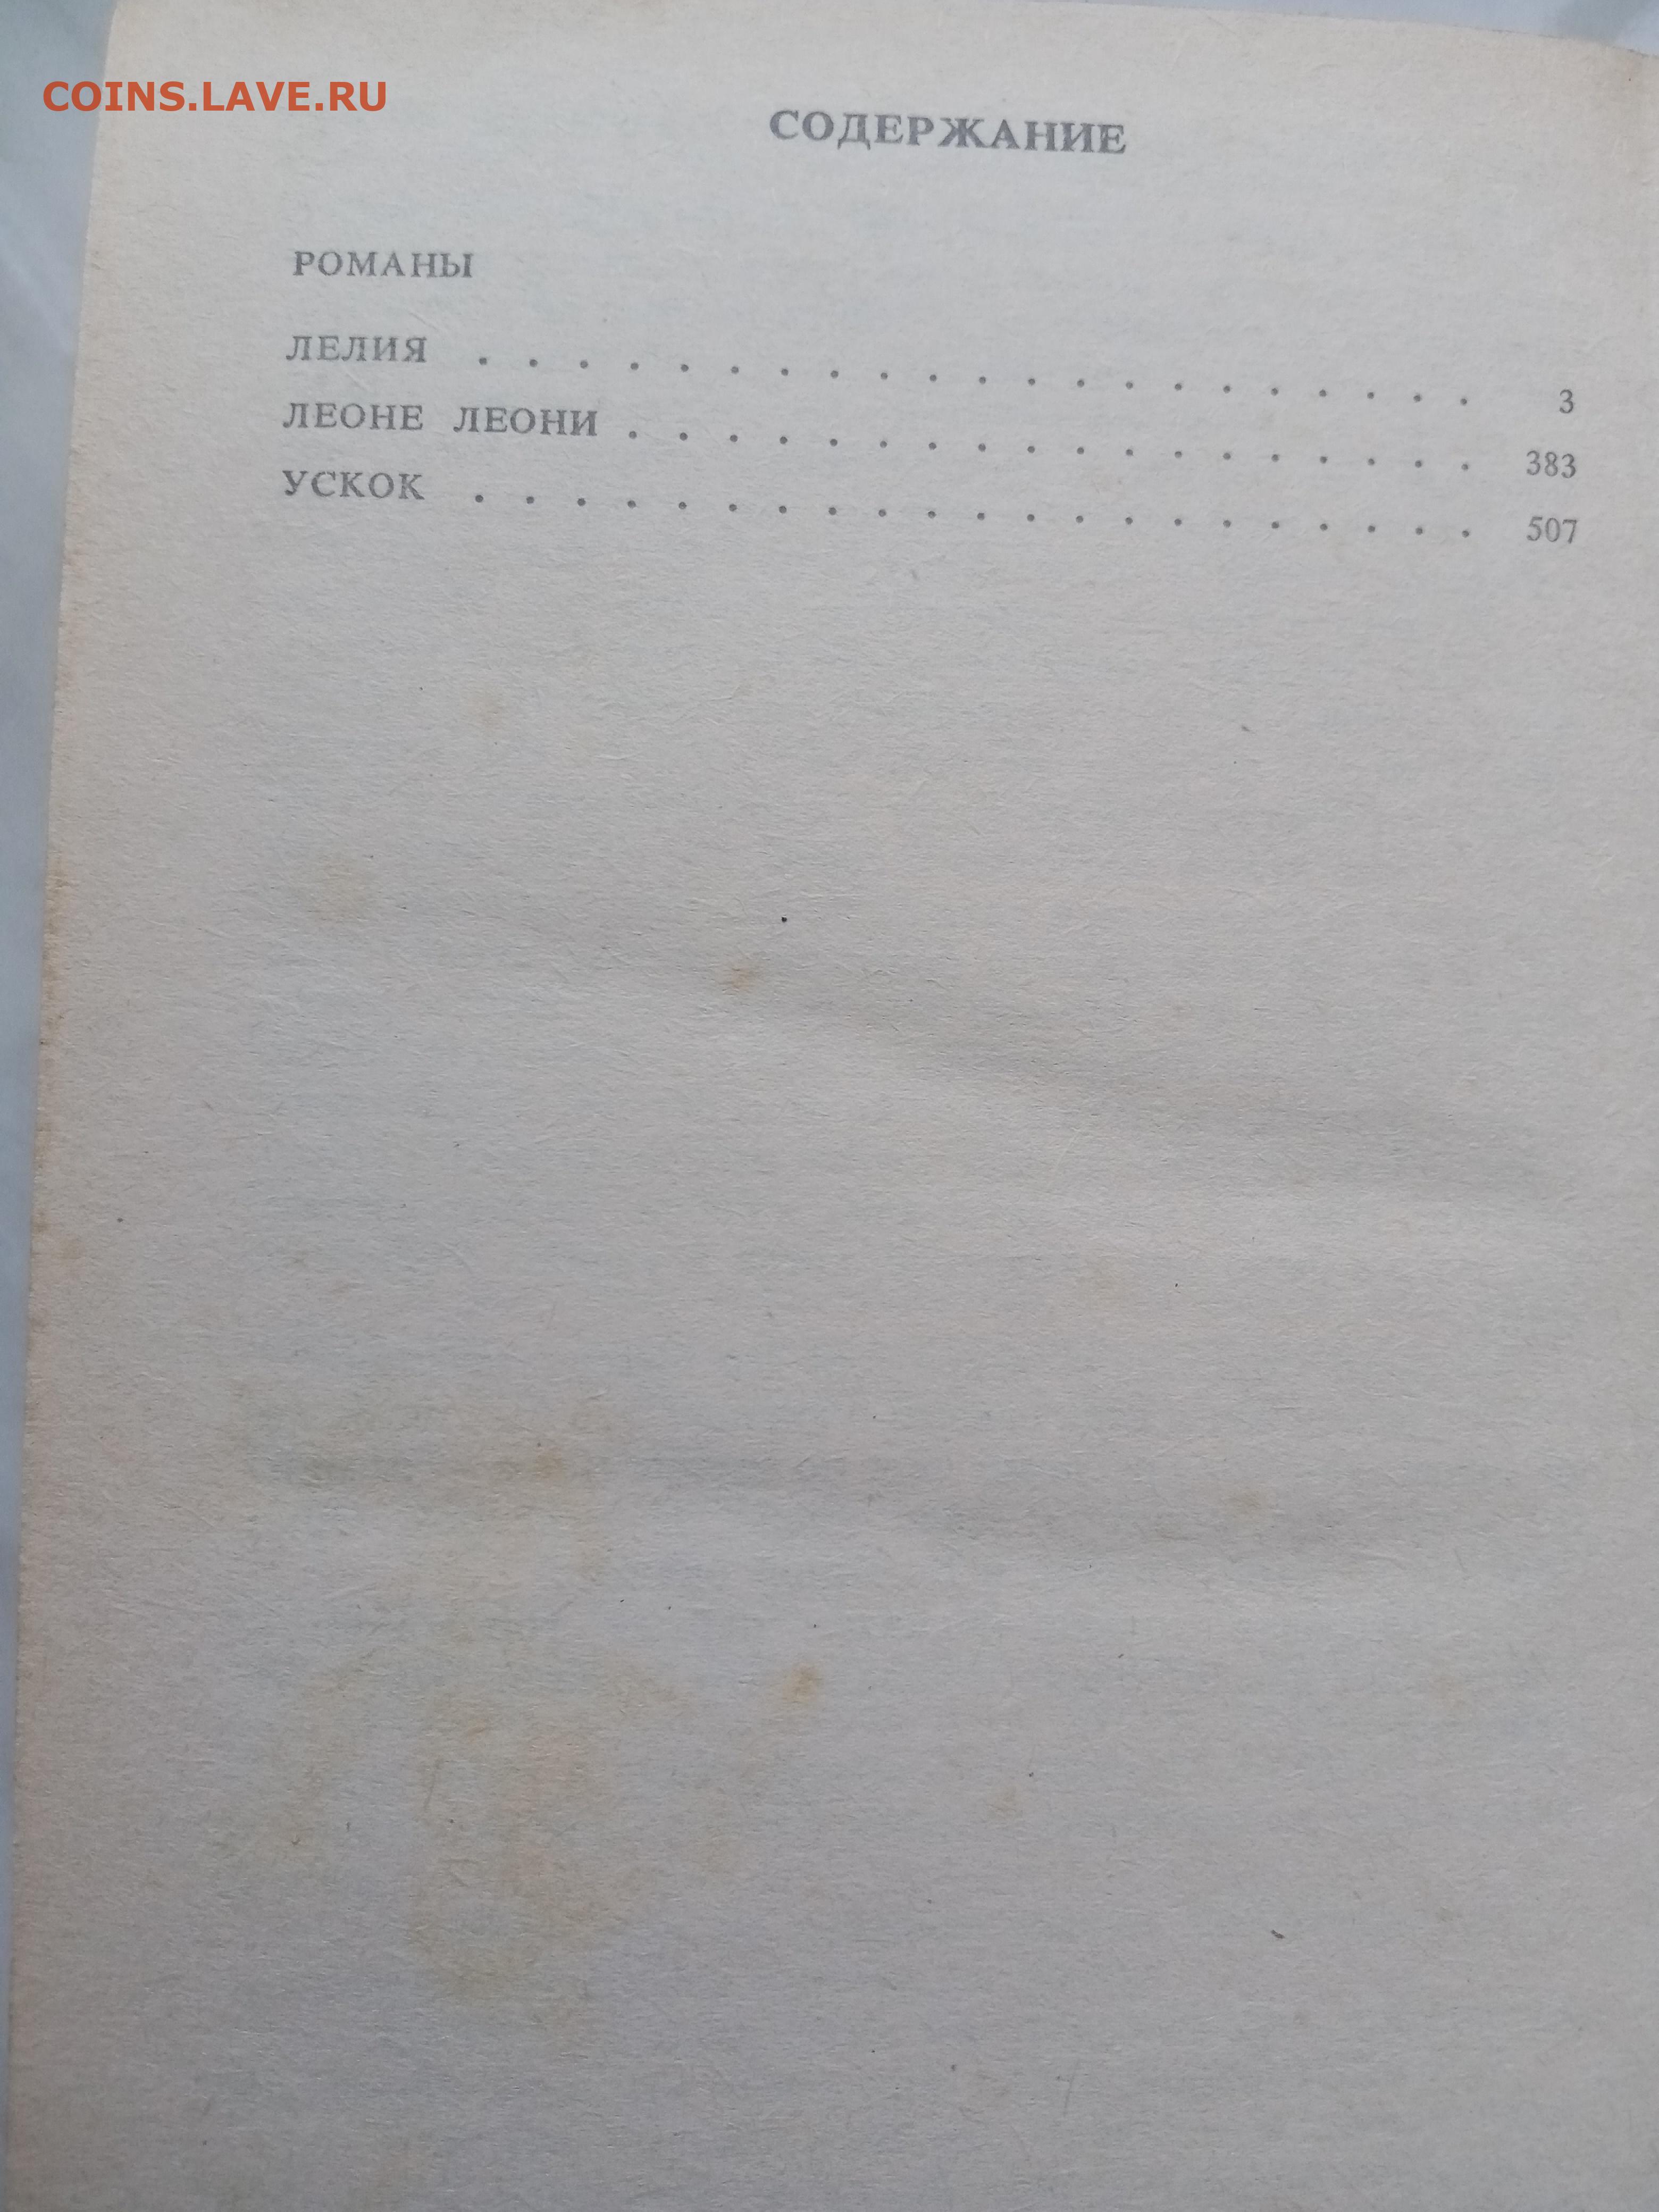 COINS.LAVE.RU
СОДЕРЖАНИЕ
РОМАНЫ
ЛЕЛИЯ . . . . . . . . . . . . . . . . . . . . . 3
ЛЕОНЕ ЛЕОНИ . . . . . . . . . . . . . . . . . . 383
УСКОК . . . . . . . . . . . . . . . . . . . . . 507